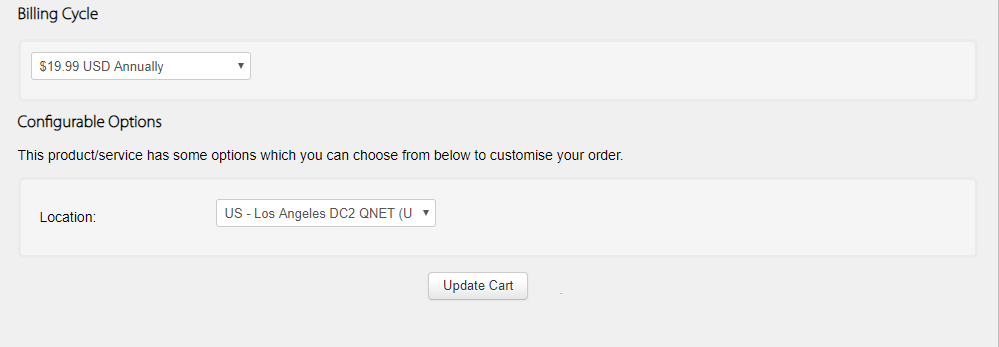 Billing Cycle
$19.99 USD Annually
Configurable Options
This product/service has some options which you can choose from below to customise your order.
Location:
US - Los Angeles DC2 QNET (U
Update Cart